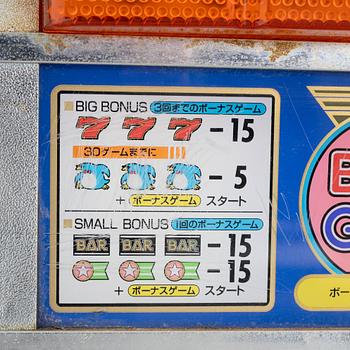 BIG BONUS 3回までのボーナスゲーム
7 7 7 - 15
30ゲームまでに
- 5
+ ボーナスゲーム スタート
SMALL BONUS 1回のボーナスゲーム
BAR BAR BAR - 15
- 15
+ ボーナスゲーム スタート
ボー